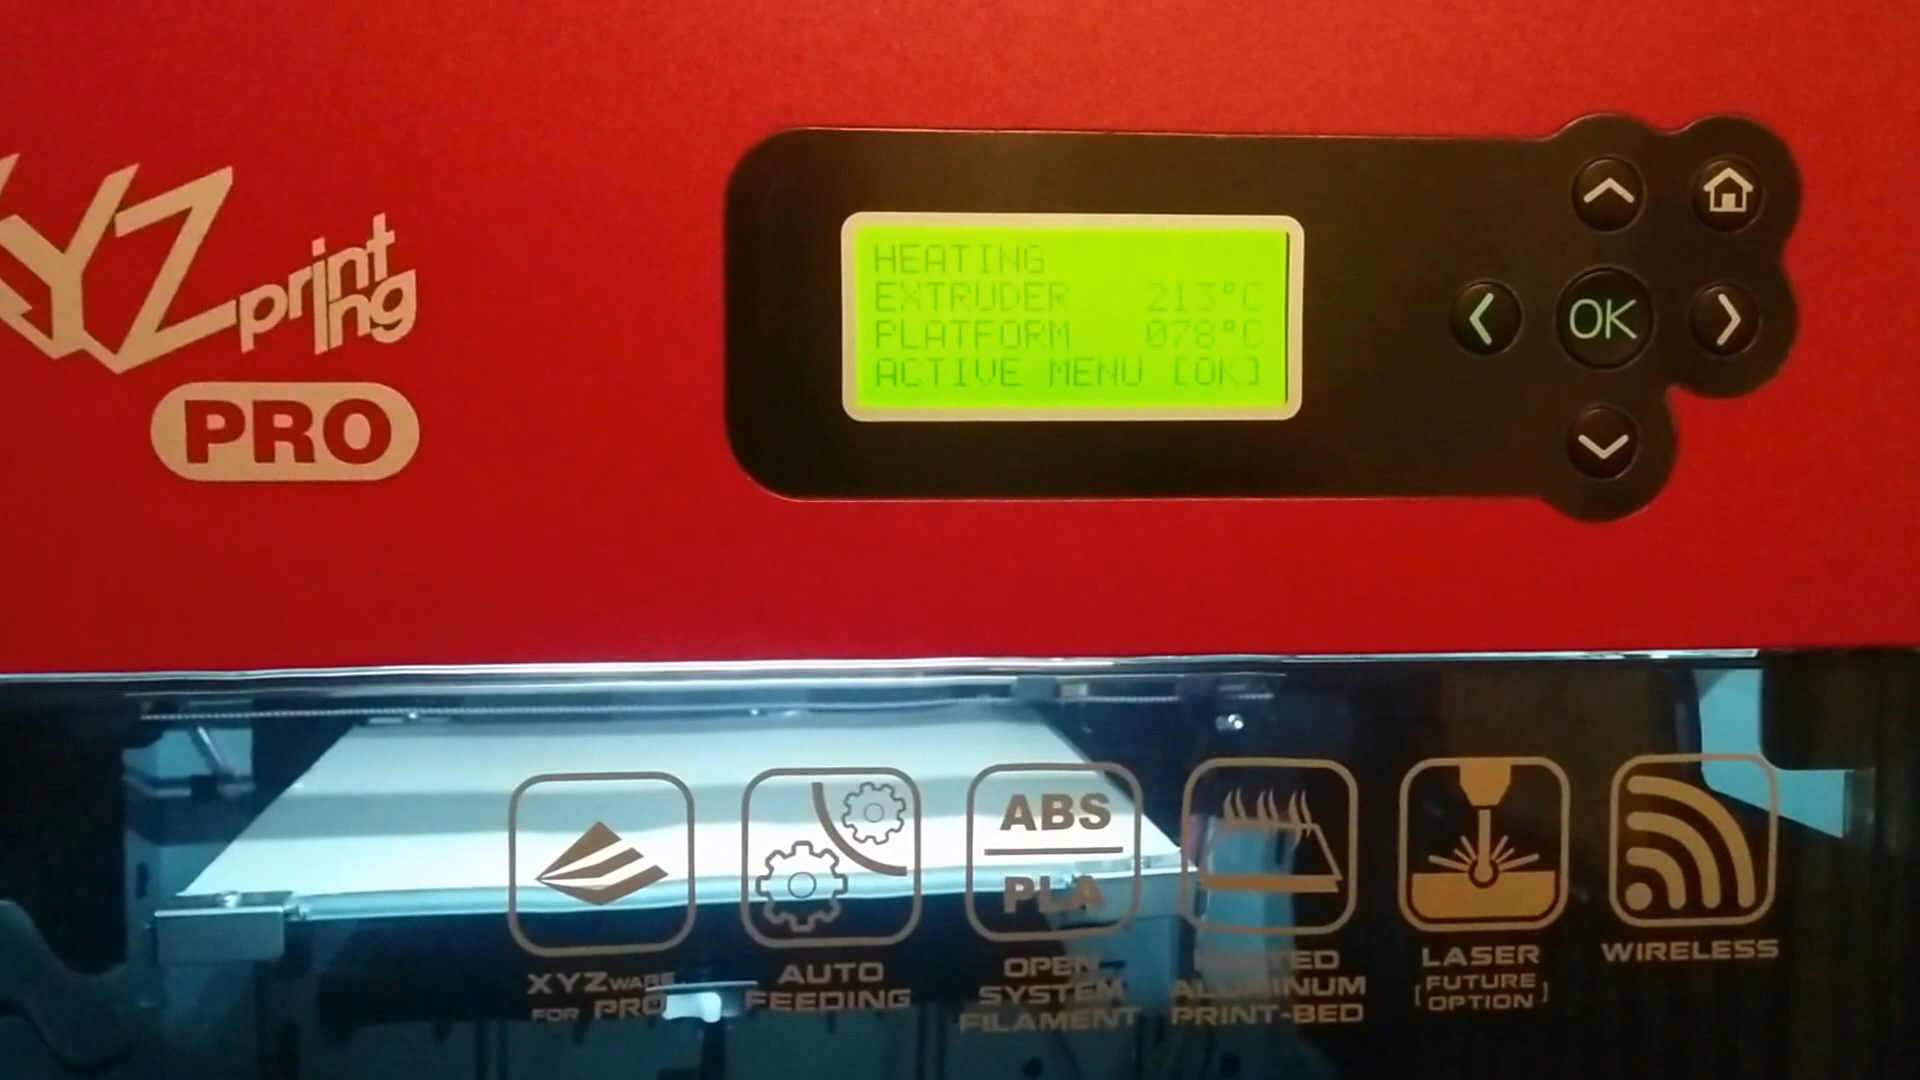 XYZprinting
PRO
HEATING
EXTRUDER 213°C
PLATFORM 078°C
ACTIVE MENU [OK]
OK
ABS
PLA
XYZWARE
FOR PRO
AUTO
FEEDING
OPEN
SYSTEM
FILAMENT
HEATED
ALUMINUM
PRINT-BED
LASER
[FUTURE
OPTION]
WIRELESS